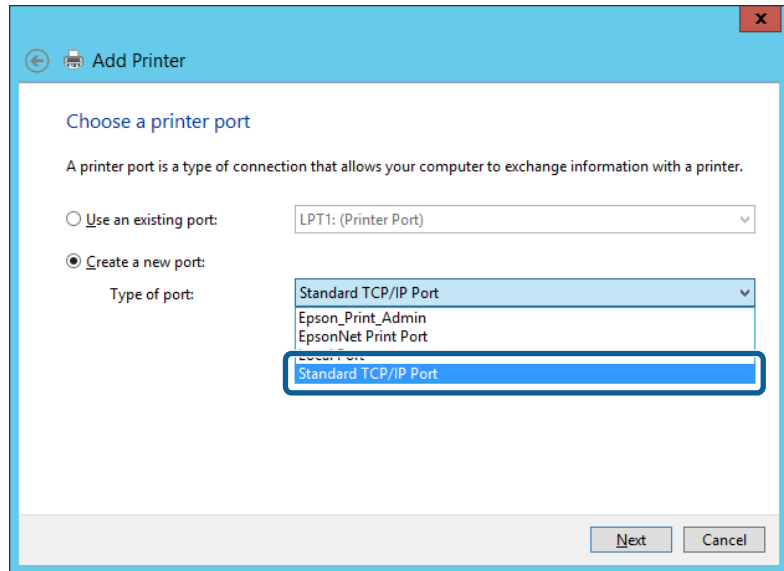 x
Add Printer
Choose a printer port
A printer port is a type of connection that allows your computer to exchange information with a printer.
Use an existing port: LPT1: (Printer Port)
Create a new port:
Type of port: Standard TCP/IP Port
Epson_Print_Admin
EpsonNet Print Port
Local Port
Standard TCP/IP Port
Next Cancel